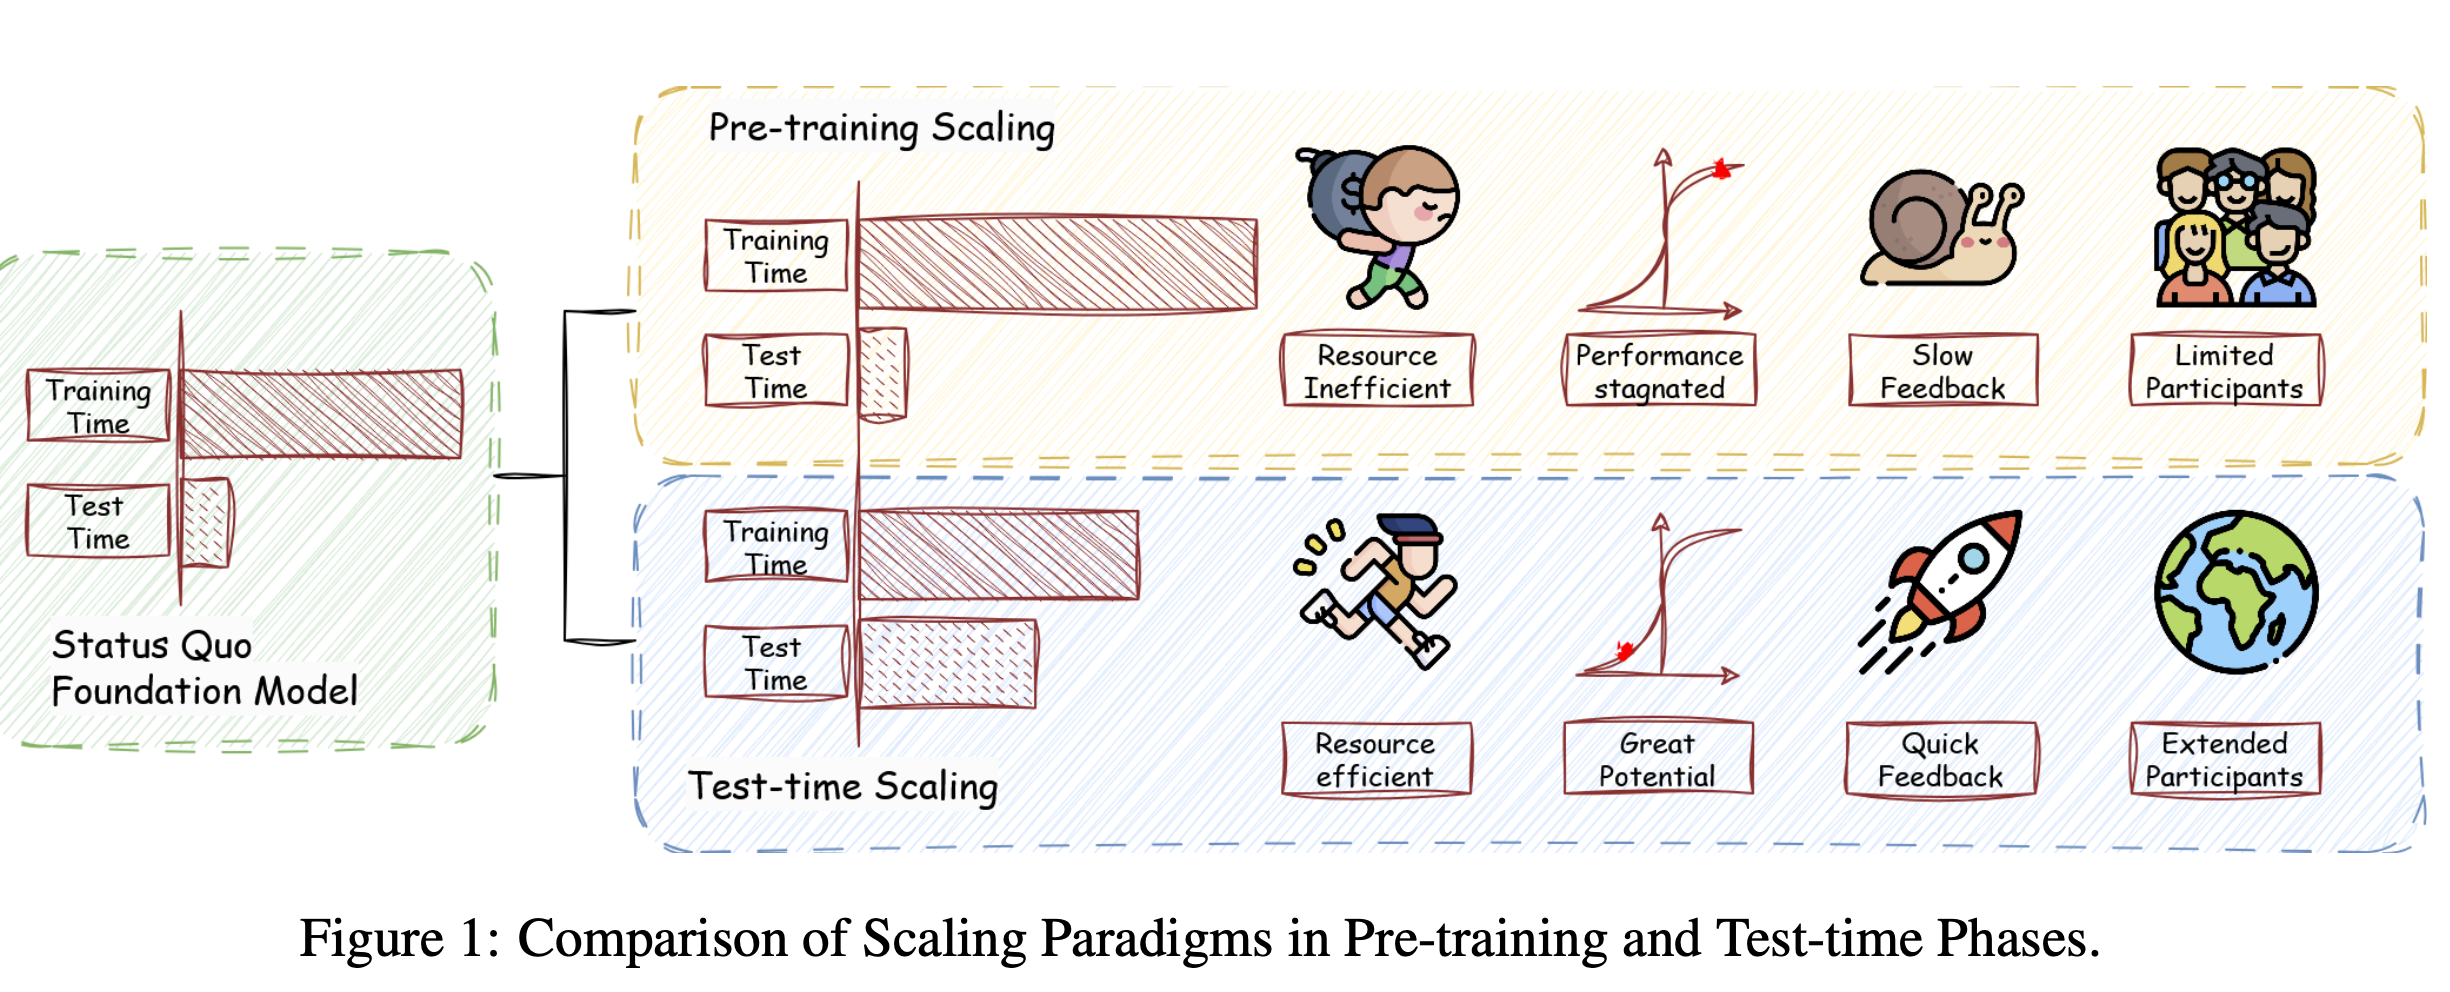 Training
Time
Test
Time
Status Quo
Foundation Model
Pre-training Scaling
Training
Time
Test
Time
$
Resource
Inefficient
Performance
stagnated
Slow
Feedback
Limited
Participants
Training
Time
Test
Time
Test-time Scaling
Resource
efficient
Great
Potential
Quick
Feedback
Extended
Participants
Figure 1: Comparison of Scaling Paradigms in Pre-training and Test-time Phases.